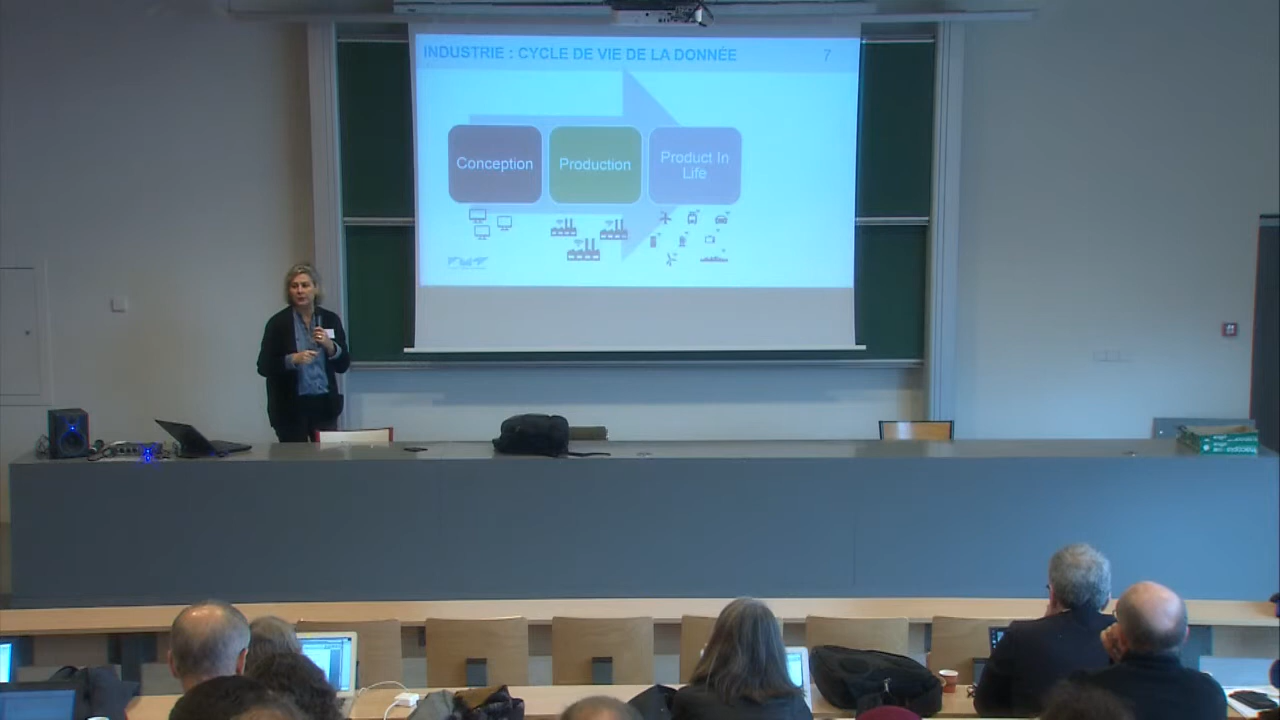 INDUSTRIE : CYCLE DE VIE DE LA DONNÉE 7
Conception
Production
Product In
Life